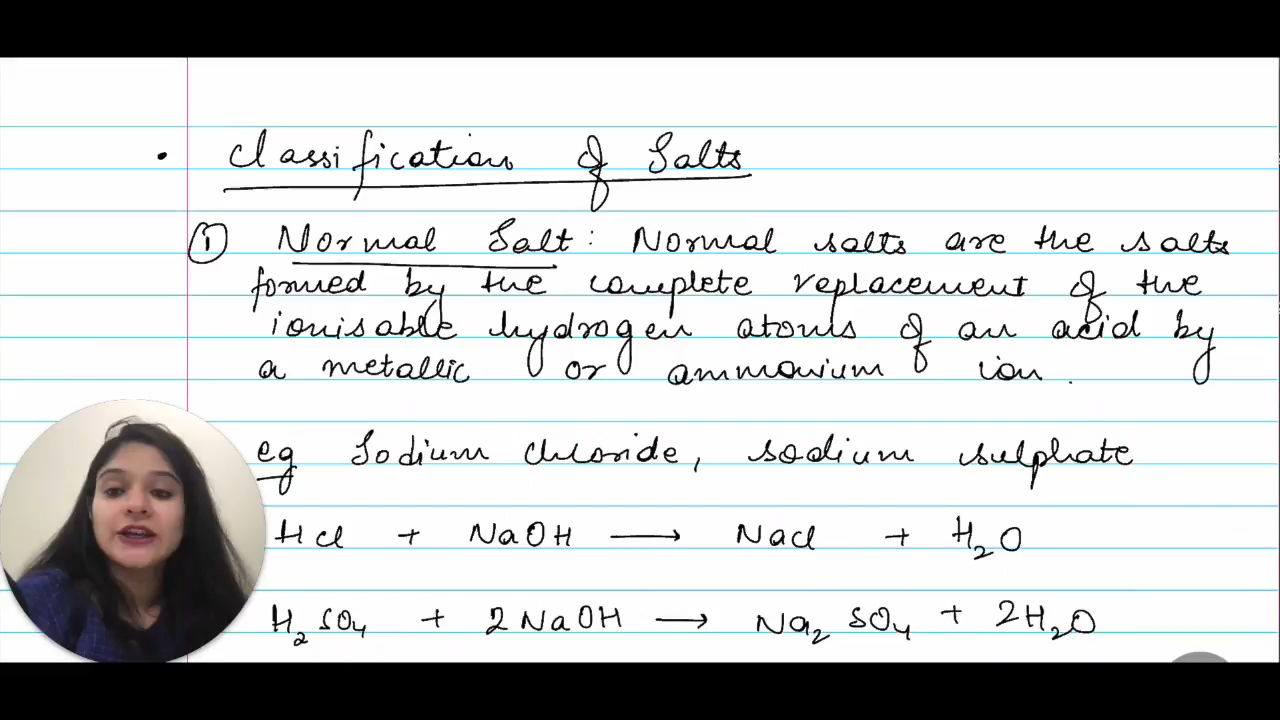 • Classification of Salts
① Normal Salt: Normal salts are the salts
formed by the complete replacement of the
ionisable hydrogen atoms of an acid by
a metallic or ammonium ion.
eg Sodium chloride, sodium sulphate
HCl + NaOH → NaCl + H₂O
H₂SO₄ + 2NaOH → Na₂SO₄ + 2H₂O